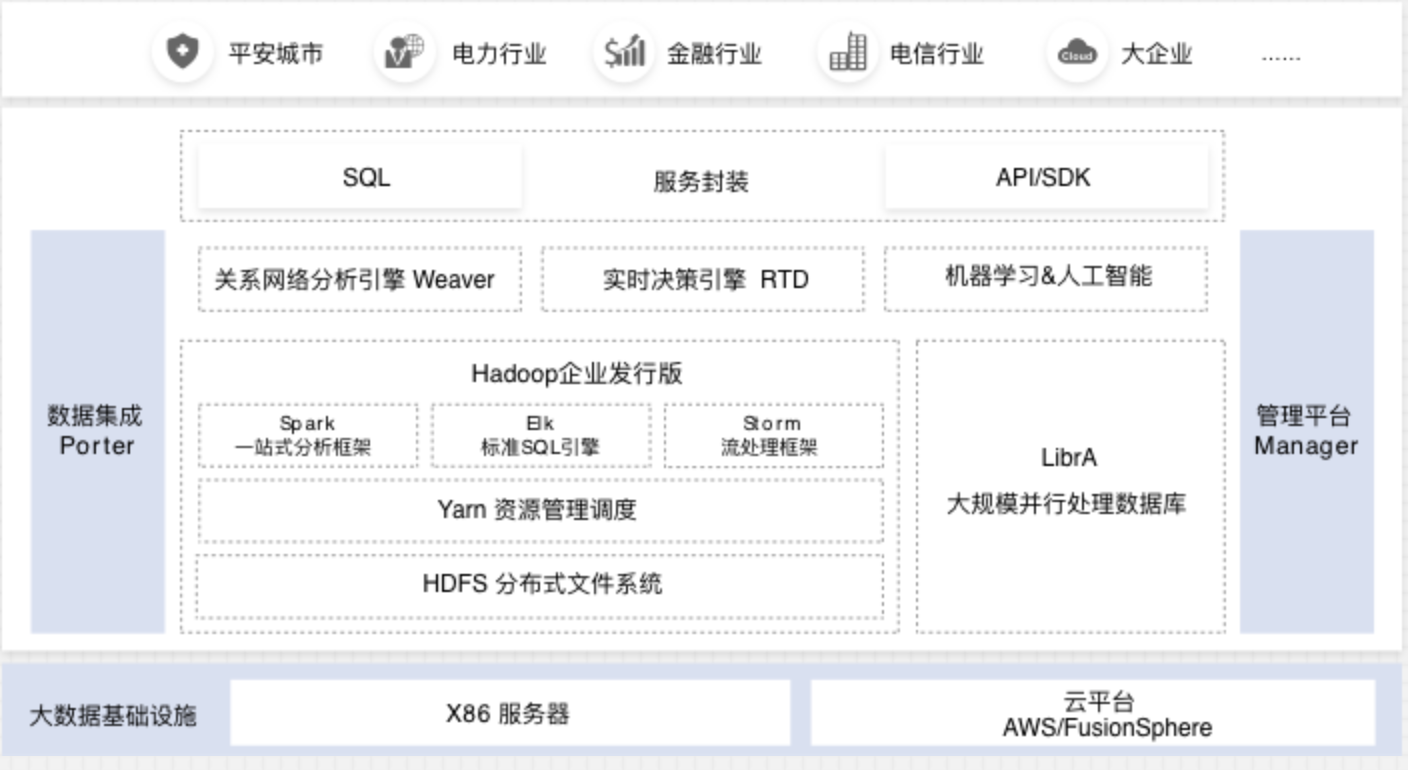 平安城市
电力行业
金融行业
电信行业
Cloud
大企业
......
SQL
服务封装
API/SDK
关系网络分析引擎 Weaver
实时决策引擎 RTD
机器学习&人工智能
数据集成
Porter
Hadoop企业发行版
Spark
一站式分析框架
Elk
标准SQL引擎
Storm
流处理框架
Yarn 资源管理调度
HDFS 分布式文件系统
LibrA
大规模并行处理数据库
管理平台
Manager
大数据基础设施
X86 服务器
云平台
AWS/FusionSphere